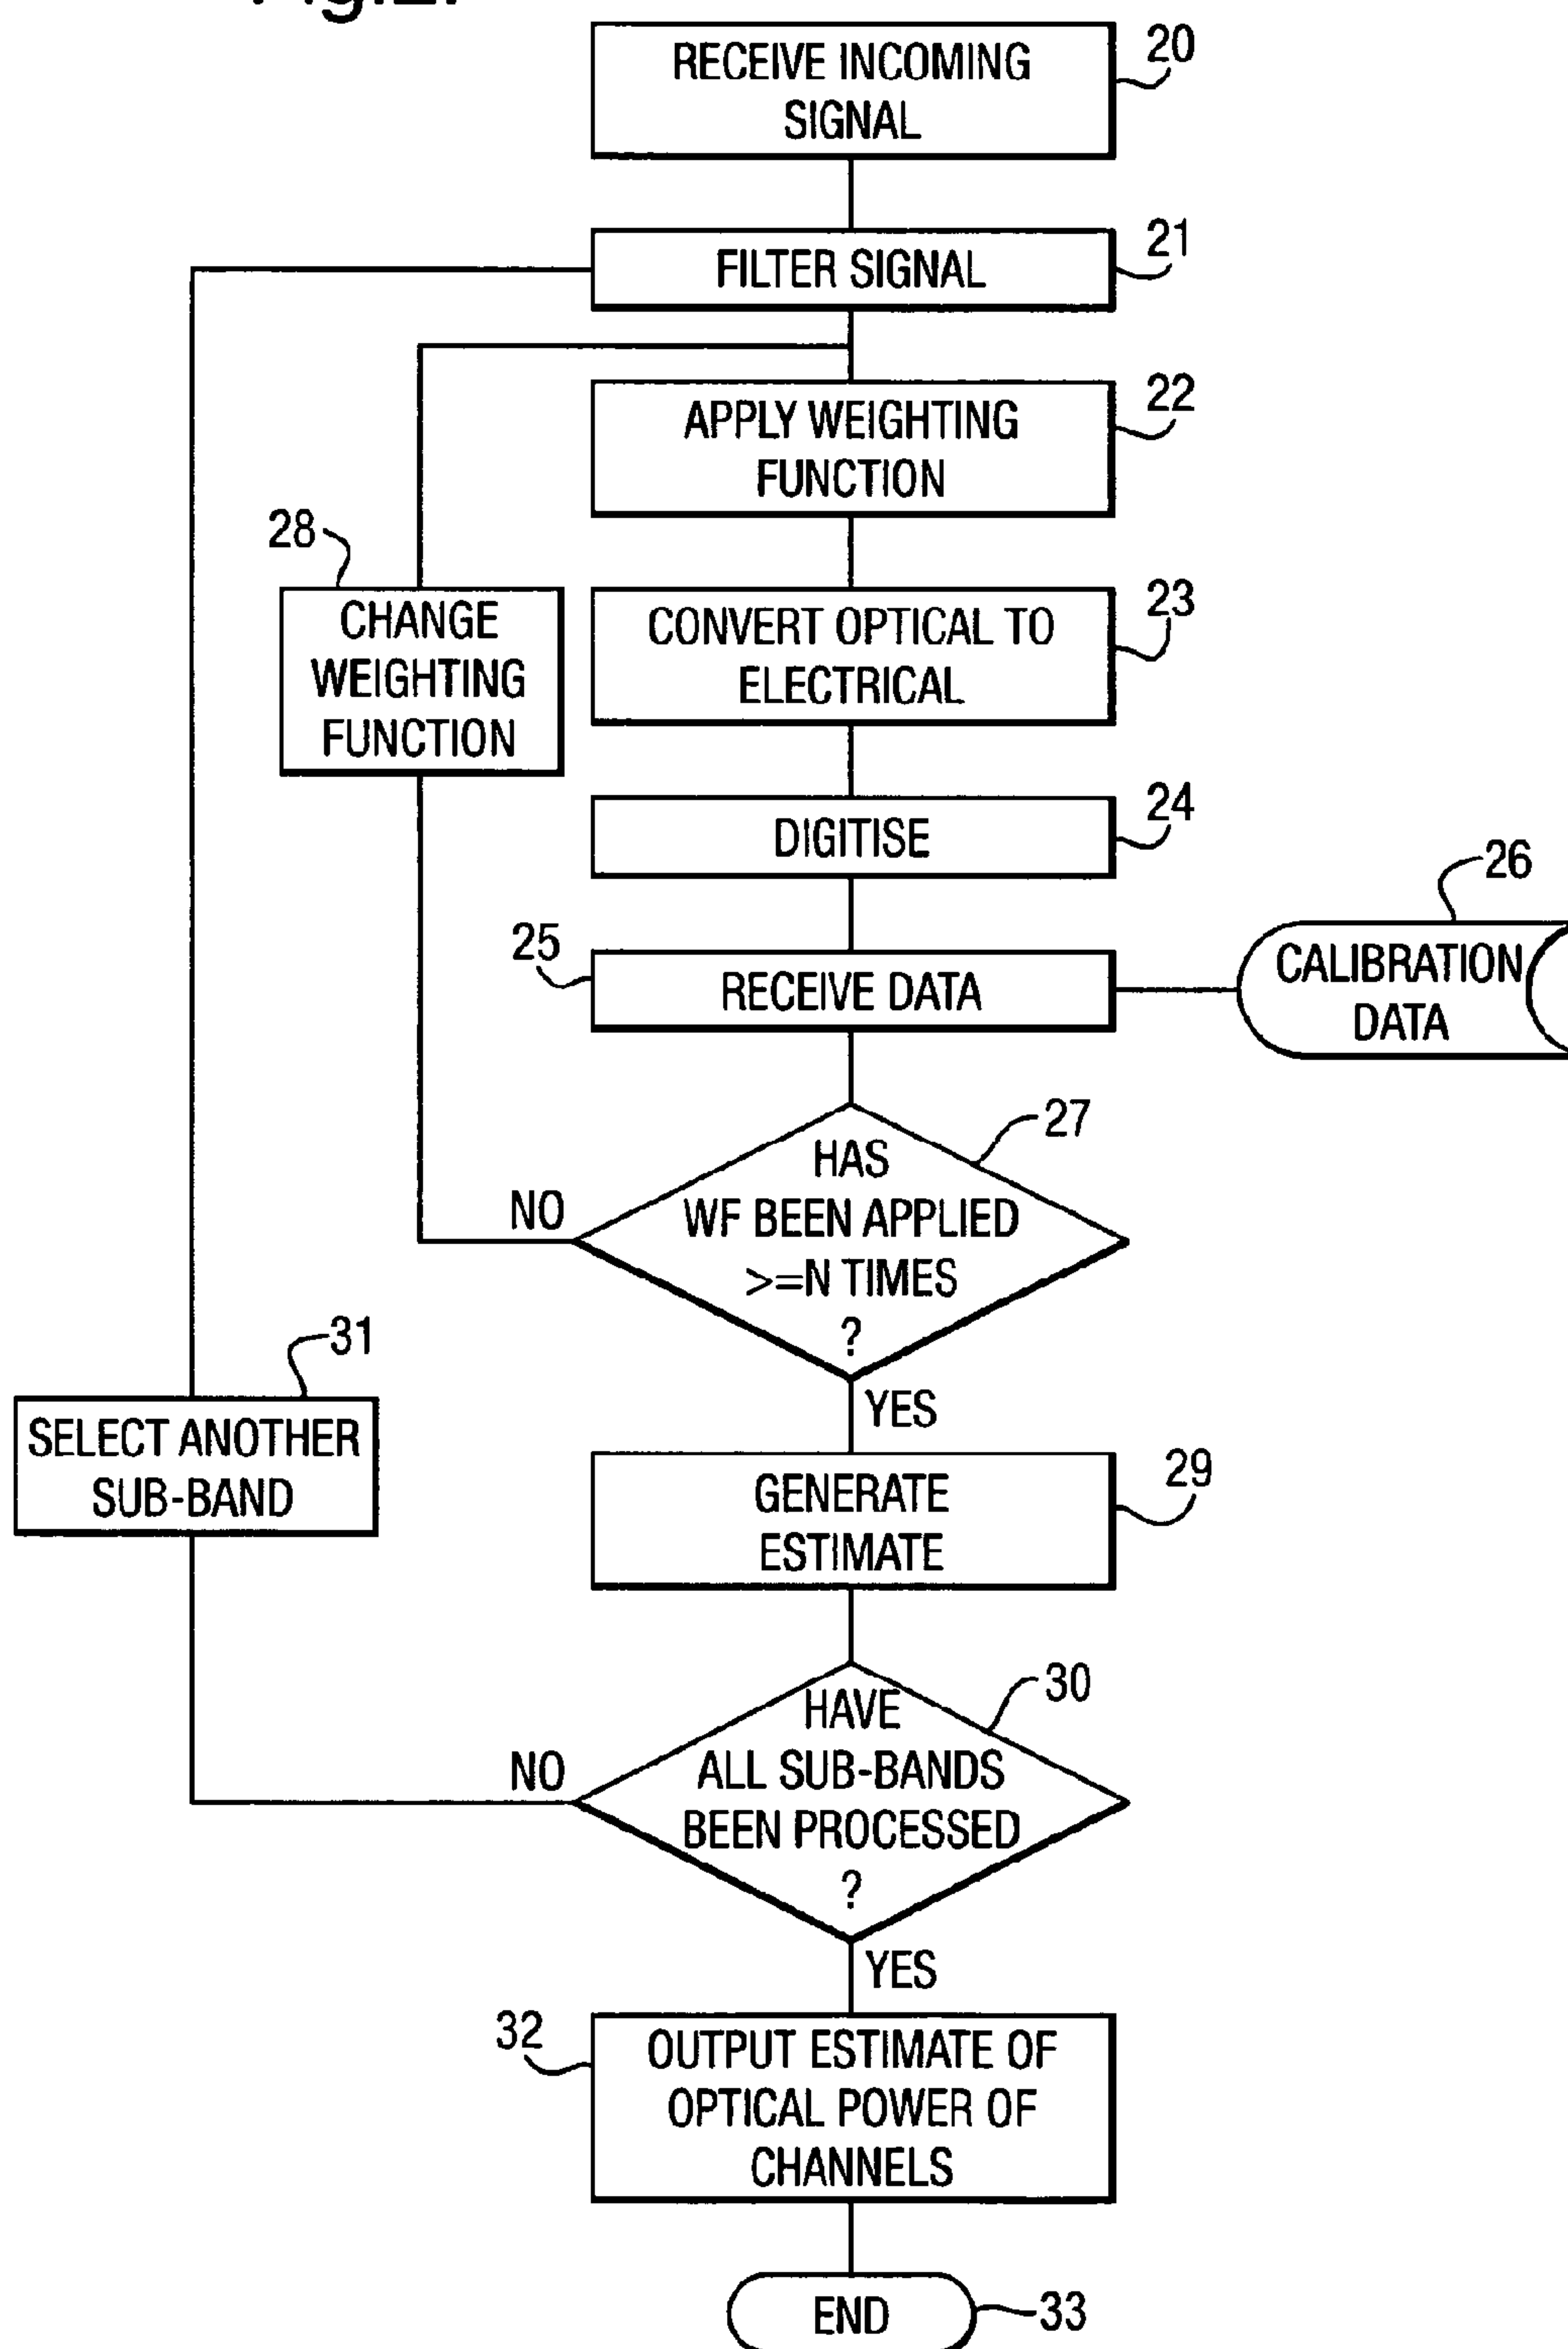 20
RECEIVE INCOMING
SIGNAL
21
FILTER SIGNAL
22
APPLY WEIGHTING
FUNCTION
28
CHANGE
WEIGHTING
FUNCTION
23
CONVERT OPTICAL TO
ELECTRICAL
24
DIGITISE
25
RECEIVE DATA
26
CALIBRATION
DATA
27
HAS
WF BEEN APPLIED
>=N TIMES
?
NO
YES
31
SELECT ANOTHER
SUB-BAND
29
GENERATE
ESTIMATE
30
HAVE
ALL SUB-BANDS
BEEN PROCESSED
?
NO
YES
32
OUTPUT ESTIMATE OF
OPTICAL POWER OF
CHANNELS
END
33